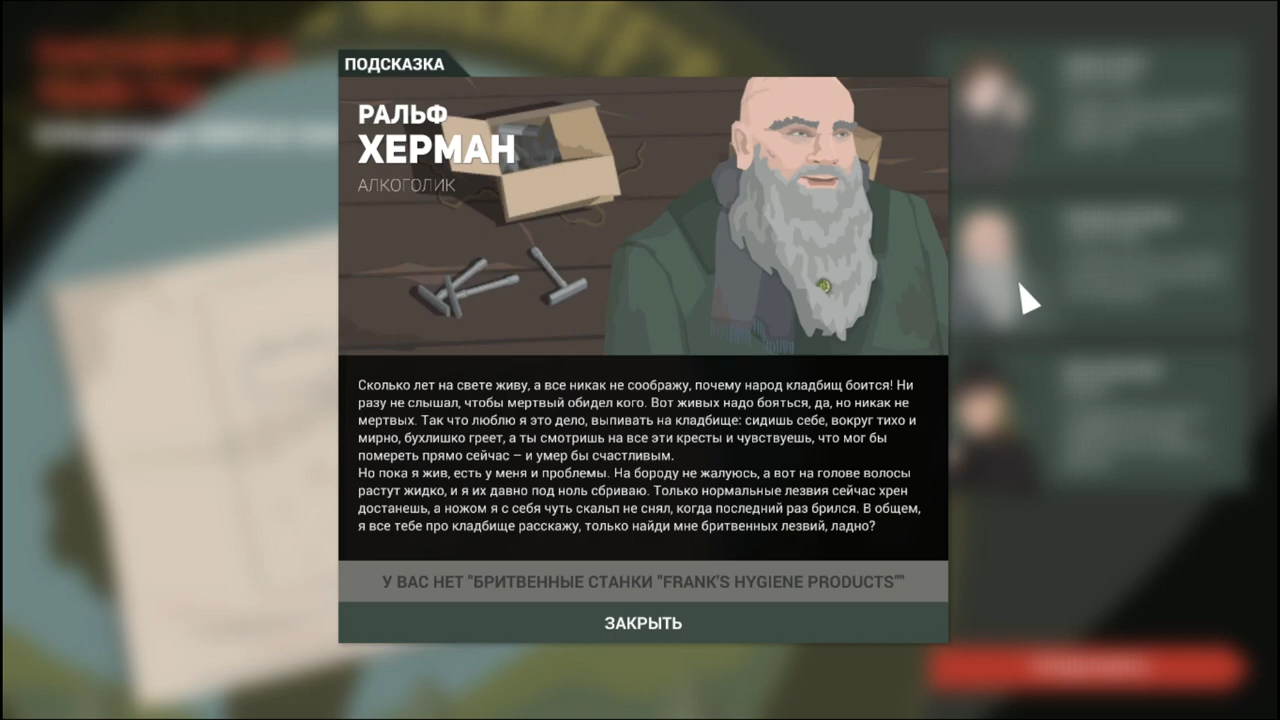 ПОДСКАЗКА
РАЛЬФ
ХЕРМАН
АЛКОГОЛИК
Сколько лет на свете живу, а все никак не соображу, почему народ кладбищ боится! Ни
разу не слышал, чтобы мертвый обидел кого. Вот живых надо бояться, да, но никак не
мертвых. Так что люблю я это дело, выпивать на кладбище: сидишь себе, вокруг тихо и
мирно, бухлишко греет, а ты смотришь на все эти кресты и чувствуешь, что мог бы
помереть прямо сейчас – и умер бы счастливым.
Но пока я жив, есть у меня и проблемы. На бороду не жалуюсь, а вот на голове волосы
растут жидко, и я их давно под ноль сбриваю. Только нормальные лезвия сейчас хрен
достанешь, а ножом я с себя чуть скальп не снял, когда последний раз брился. В общем,
я все тебе про кладбище расскажу, только найди мне бритвенных лезвий, ладно?
У ВАС НЕТ "БРИТВЕННЫЕ СТАНКИ "FRANK'S HYGIENE PRODUCTS""
ЗАКРЫТЬ